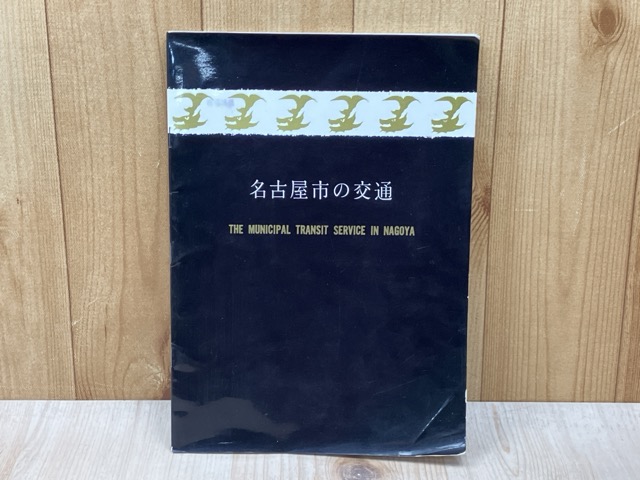 名古屋市の交通
THE MUNICIPAL TRANSIT SERVICE IN NAGOYA